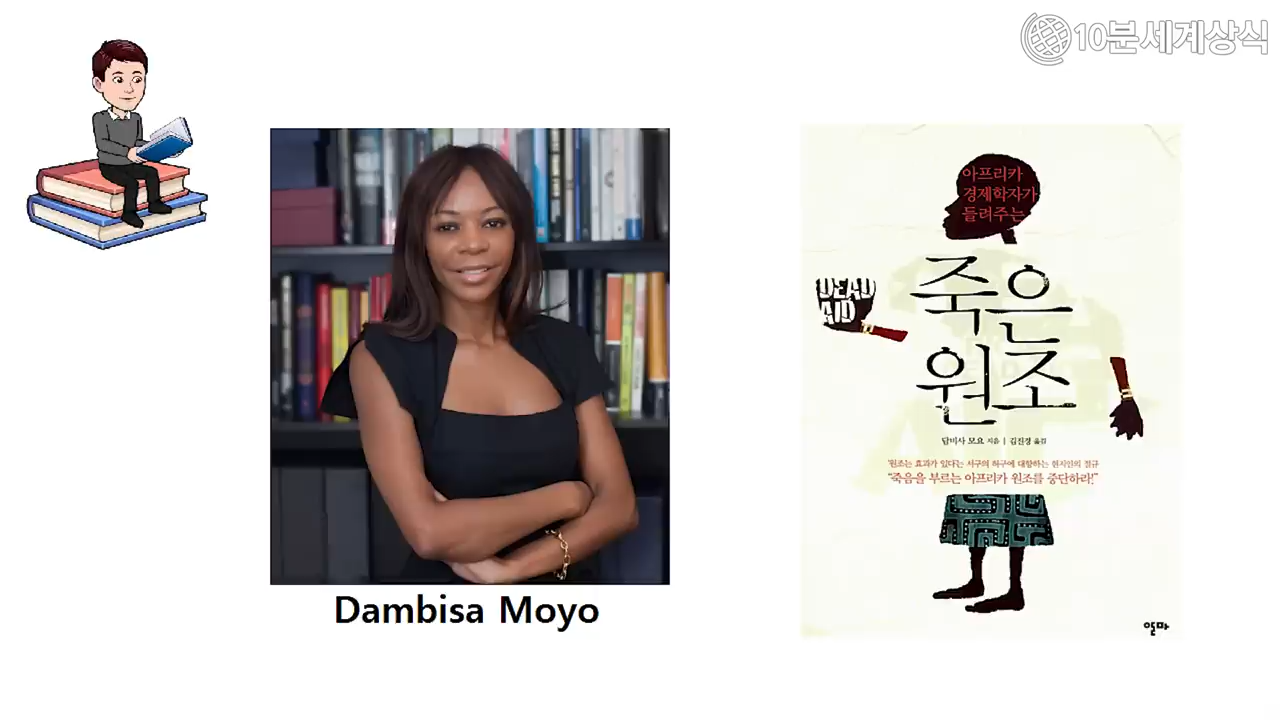 10분세계상식
아프리카
경제학자가
들려주는
DEAD
AID
죽은
원조
담비사 모요 지음 | 김진경 옮김
'원조는 효과가 있다'는 서구의 허구에 대항하는 현지인의 절규
“죽음을 부르는 아프리카 원조를 중단하라!”
알마
Dambisa Moyo